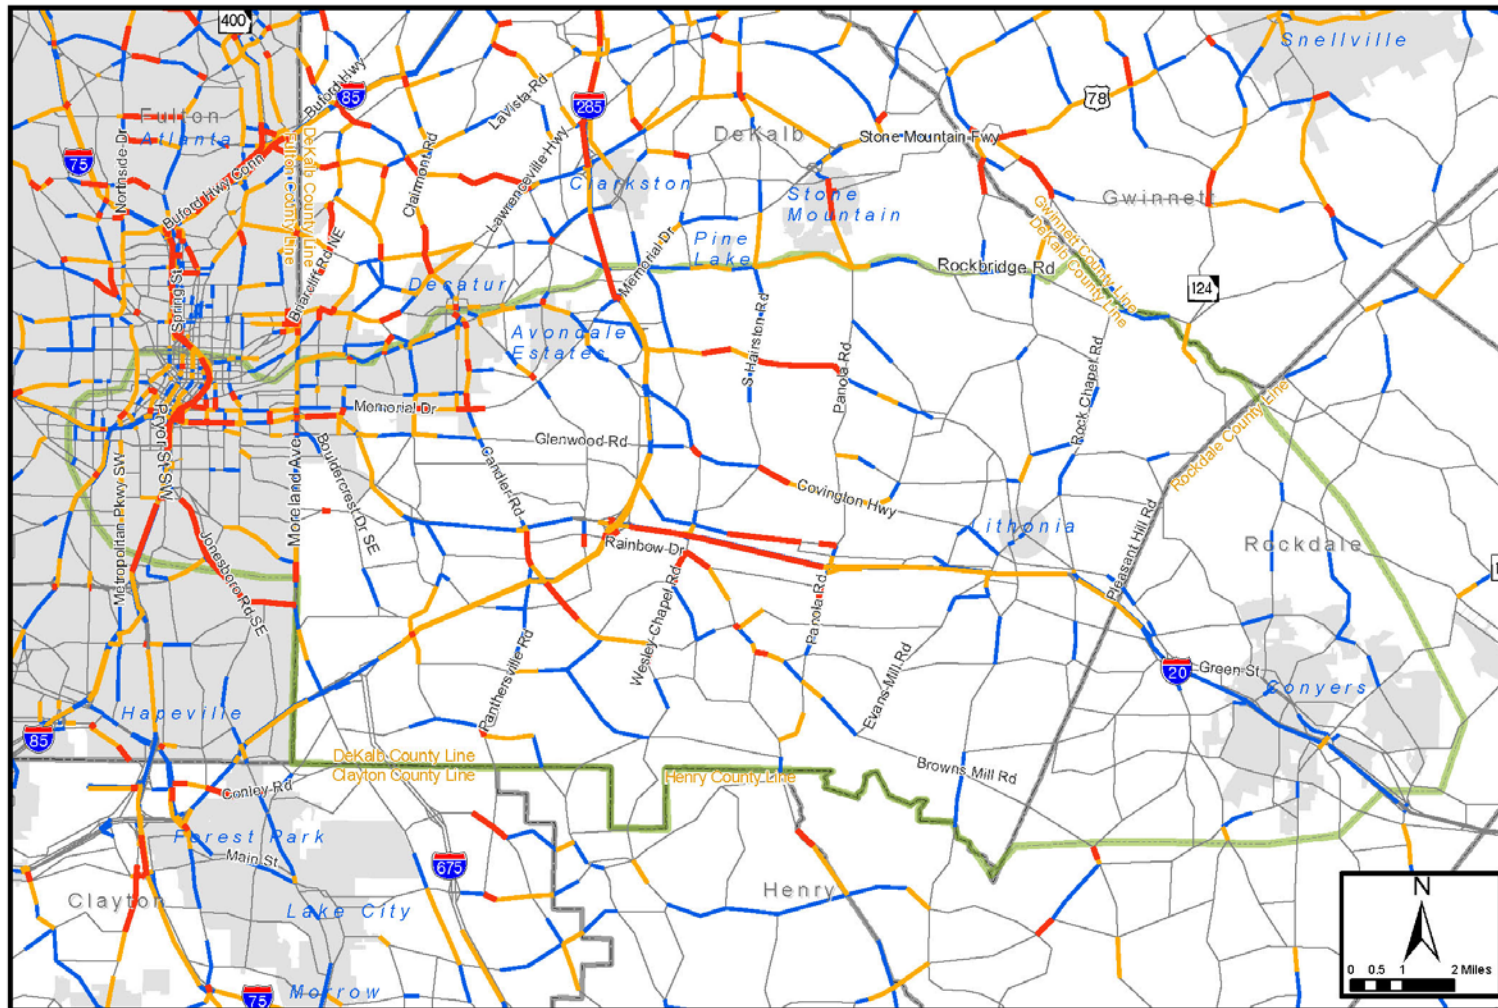 400
Snellville
Buford Hwy
85
LaVista Rd
285
78
Fulton
Atlanta
DeKalb
Stone Mountain Fwy
75
Northside Dr
DeKalb County Line
Fulton County Line
Clairmont Rd
Lawrenceville Hwy
Clarkston
Stone
Mountain
Gwinnett
Buford Hwy Conn
Gwinnett County Line
DeKalb County Line
Pine
Lake
Memorial Dr
Briarcliff Rd NE
Decatur
Rockbridge Rd
124
Spring St
Avondale
Estates
S Hairston Rd
Panola Rd
Rock Chapel Rd
Rockdale County Line
Memorial Dr
Pryor St SW
Glenwood Rd
Metropolitan Pkwy SW
Moreland Ave
Bouldercrest Dr SE
Candler Rd
Covington Hwy
Lithonia
Pleasant Hill Rd
Rockdale
Rainbow Dr
Jonesboro Rd SE
Wesley Chapel Rd
Panola Rd
Panthersville Rd
Evans Mill Rd
20
Green St
Conyers
Hapeville
85
DeKalb County Line
Clayton County Line
Henry County Line
Browns Mill Rd
Conley Rd
Forest Park
Main St
675
Clayton
Henry
Lake City
Morrow
75
N
0 0.5 1 2 Miles